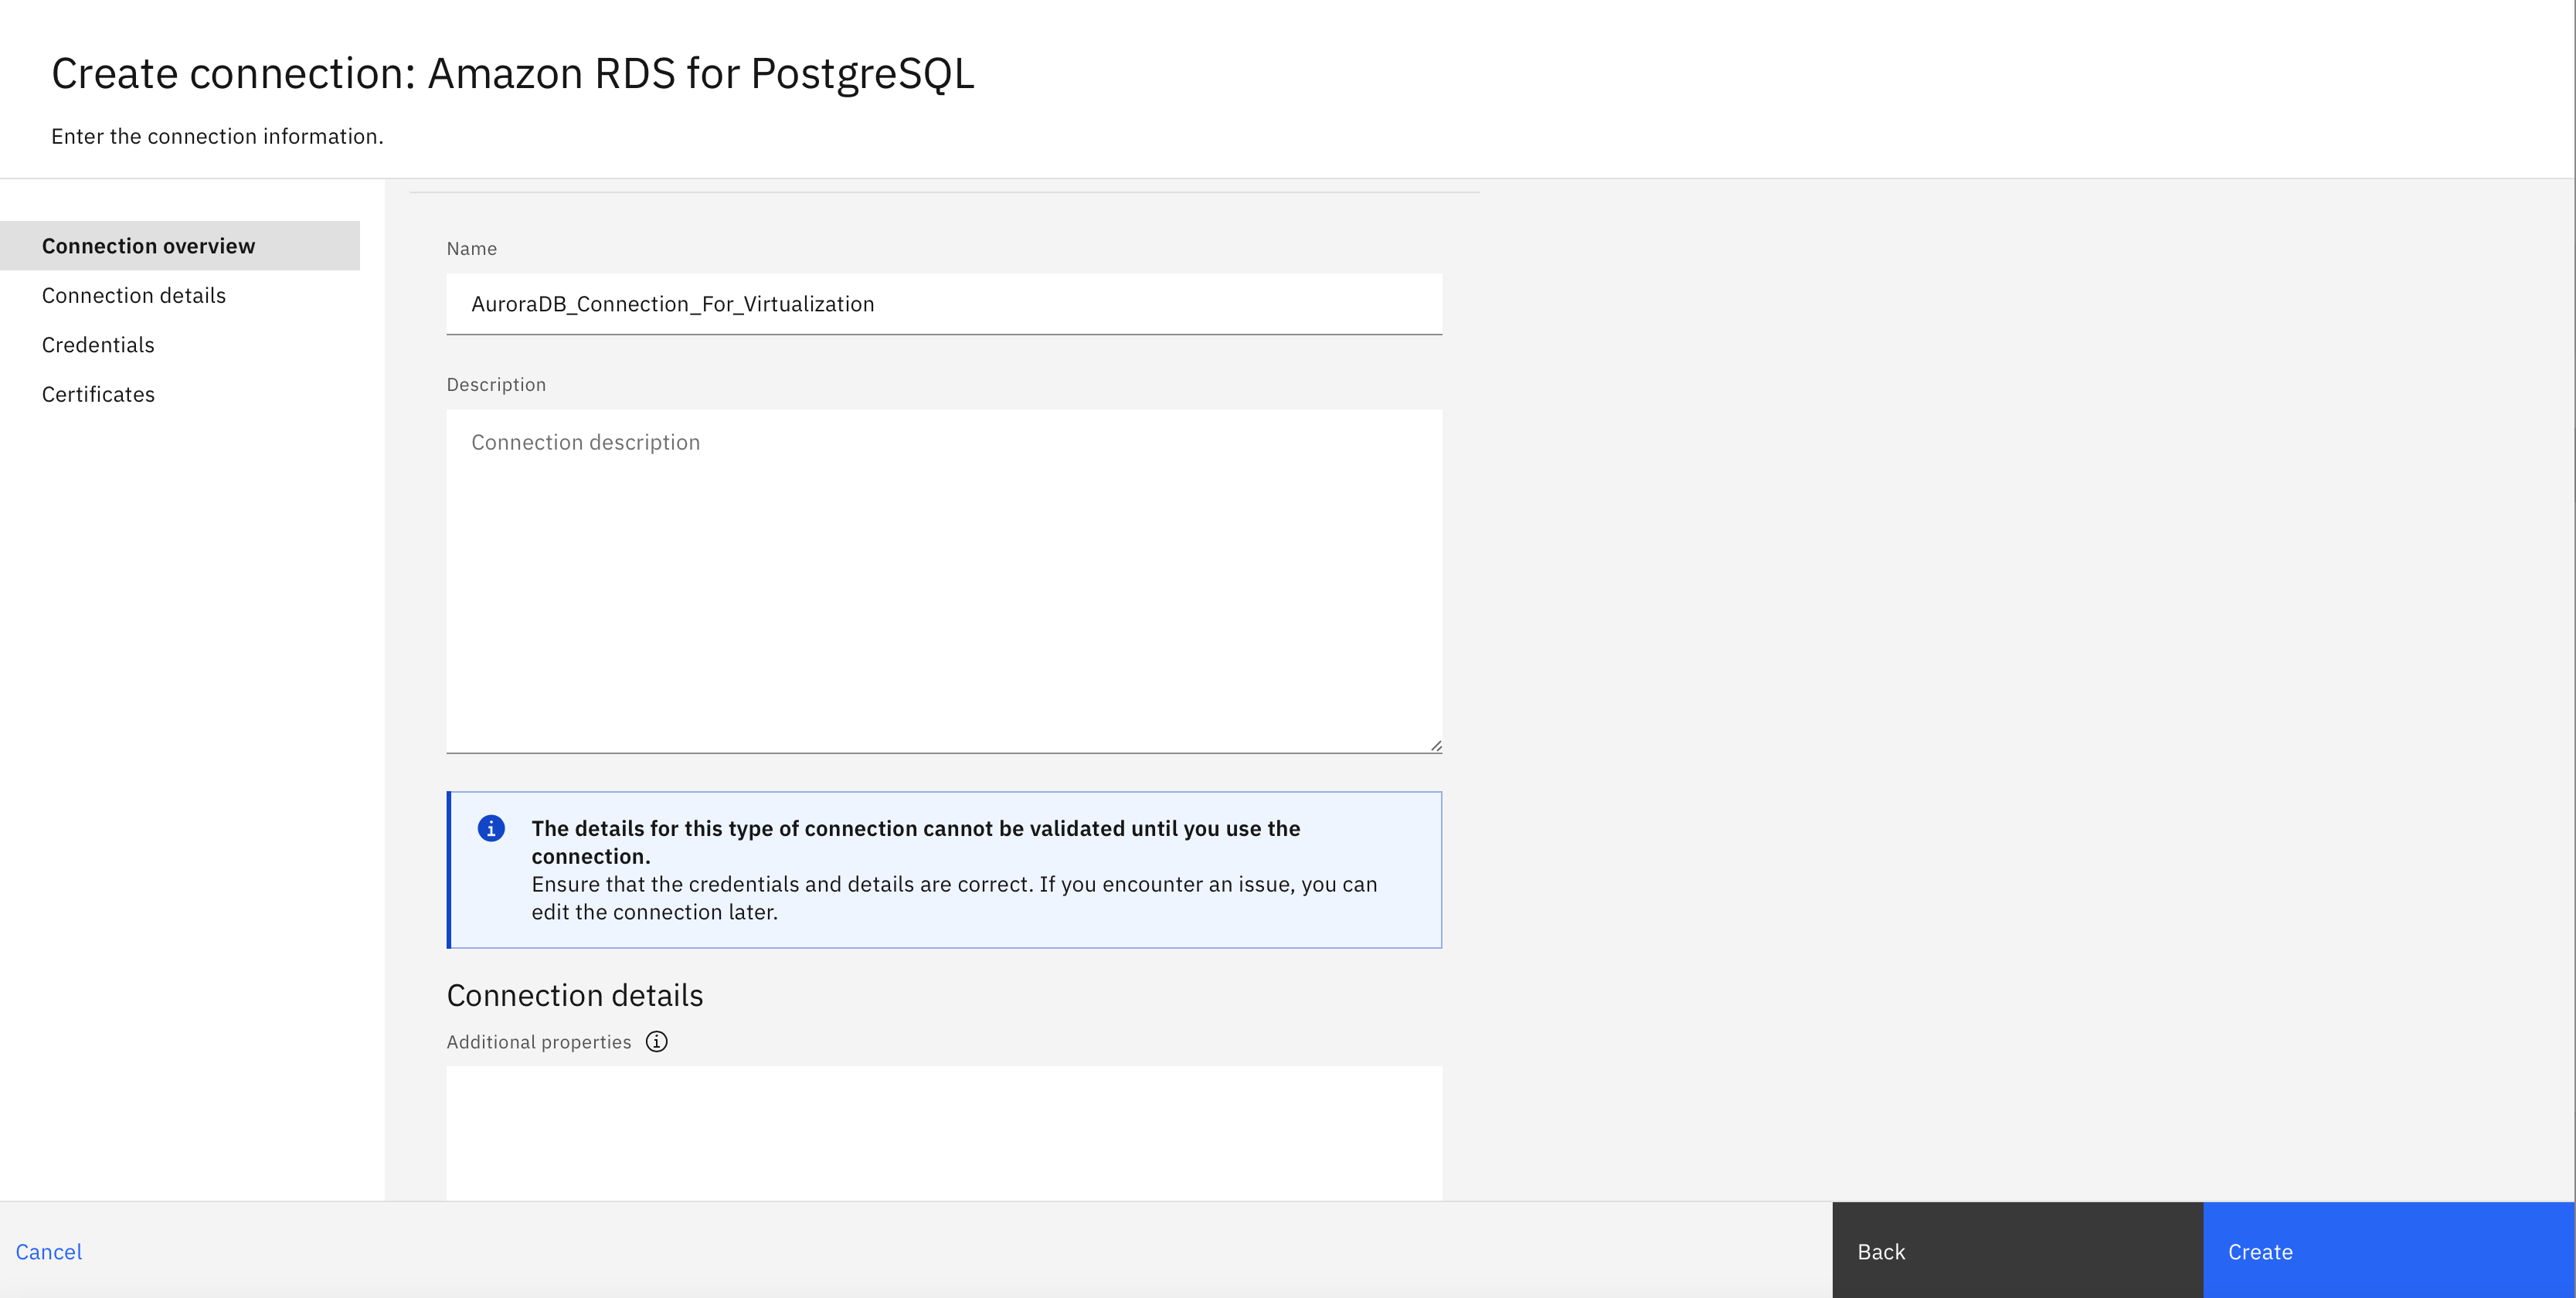 Create connection: Amazon RDS for PostgreSQL
Enter the connection information.
Connection overview
Connection details
Credentials
Certificates
Name
AuroraDB_Connection_For_Virtualization
Description
Connection description
The details for this type of connection cannot be validated until you use the
connection.
Ensure that the credentials and details are correct. If you encounter an issue, you can
edit the connection later.
Connection details
Additional properties
Cancel
Back
Create